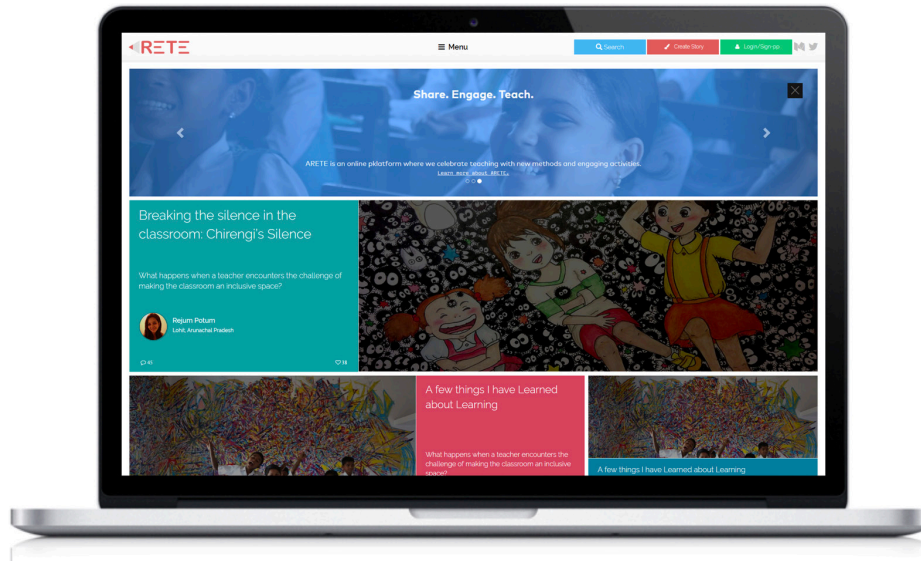 RETE
Menu
Search
Create Story
Login/Sign-pp
Share. Engage. Teach.
ARETE is an online pklatform where we celebrate teaching with new methods and engaging activities.
Learn more about ARETE.
Breaking the silence in the
classroom: Chirengi's Silence
What happens when a teacher encounters the challenge of
making the classroom an inclusive space?
Rejum Potum
Lohit, Arunachal Pradesh
45
18
A few things I have Learned
about Learning
What happens when a teacher encounters the
challenge of making the classroom an inclusive
space?
A few things I have Learned about Learning